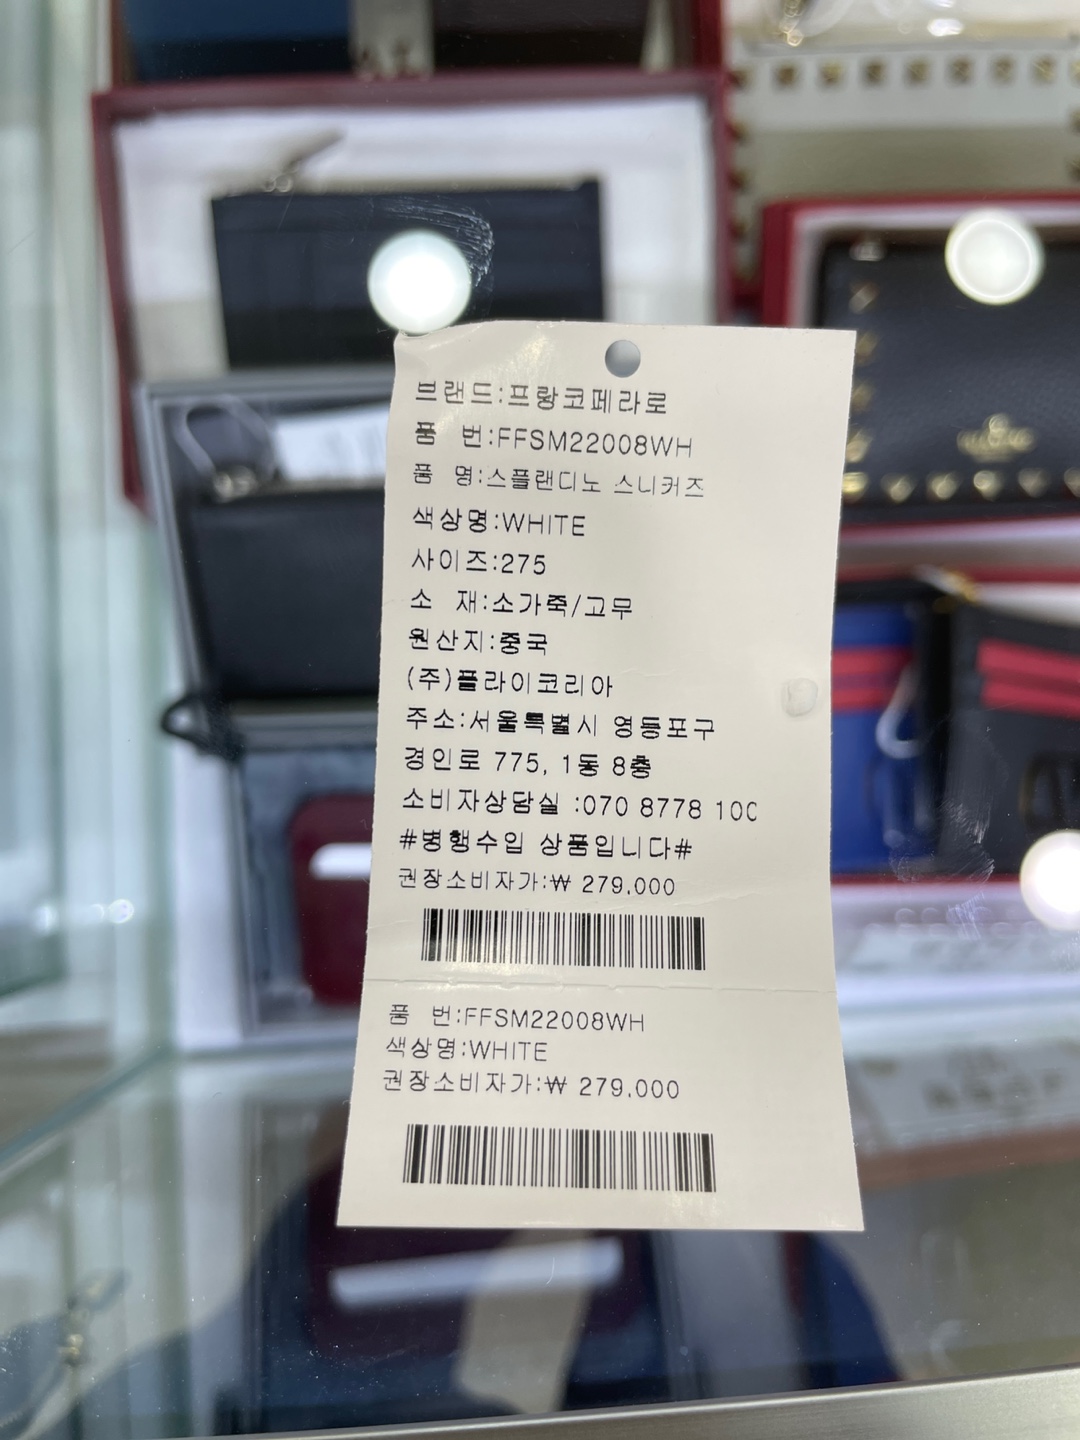 브랜드:프랑코페라로
품 번:FFSM22008WH
품 명:스플랜디노 스니커즈
색상명:WHITE
사이즈:275
소 재:소가죽/고무
원산지:중국
(주)플라이코리아
주소:서울특별시 영등포구
경인로 775, 1동 8층
소비자상담실 :070 8778 100
#병행수입 상품입니다#
권장소비자가:₩ 279,000
품 번:FFSM22008WH
색상명:WHITE
권장소비자가:₩ 279,000